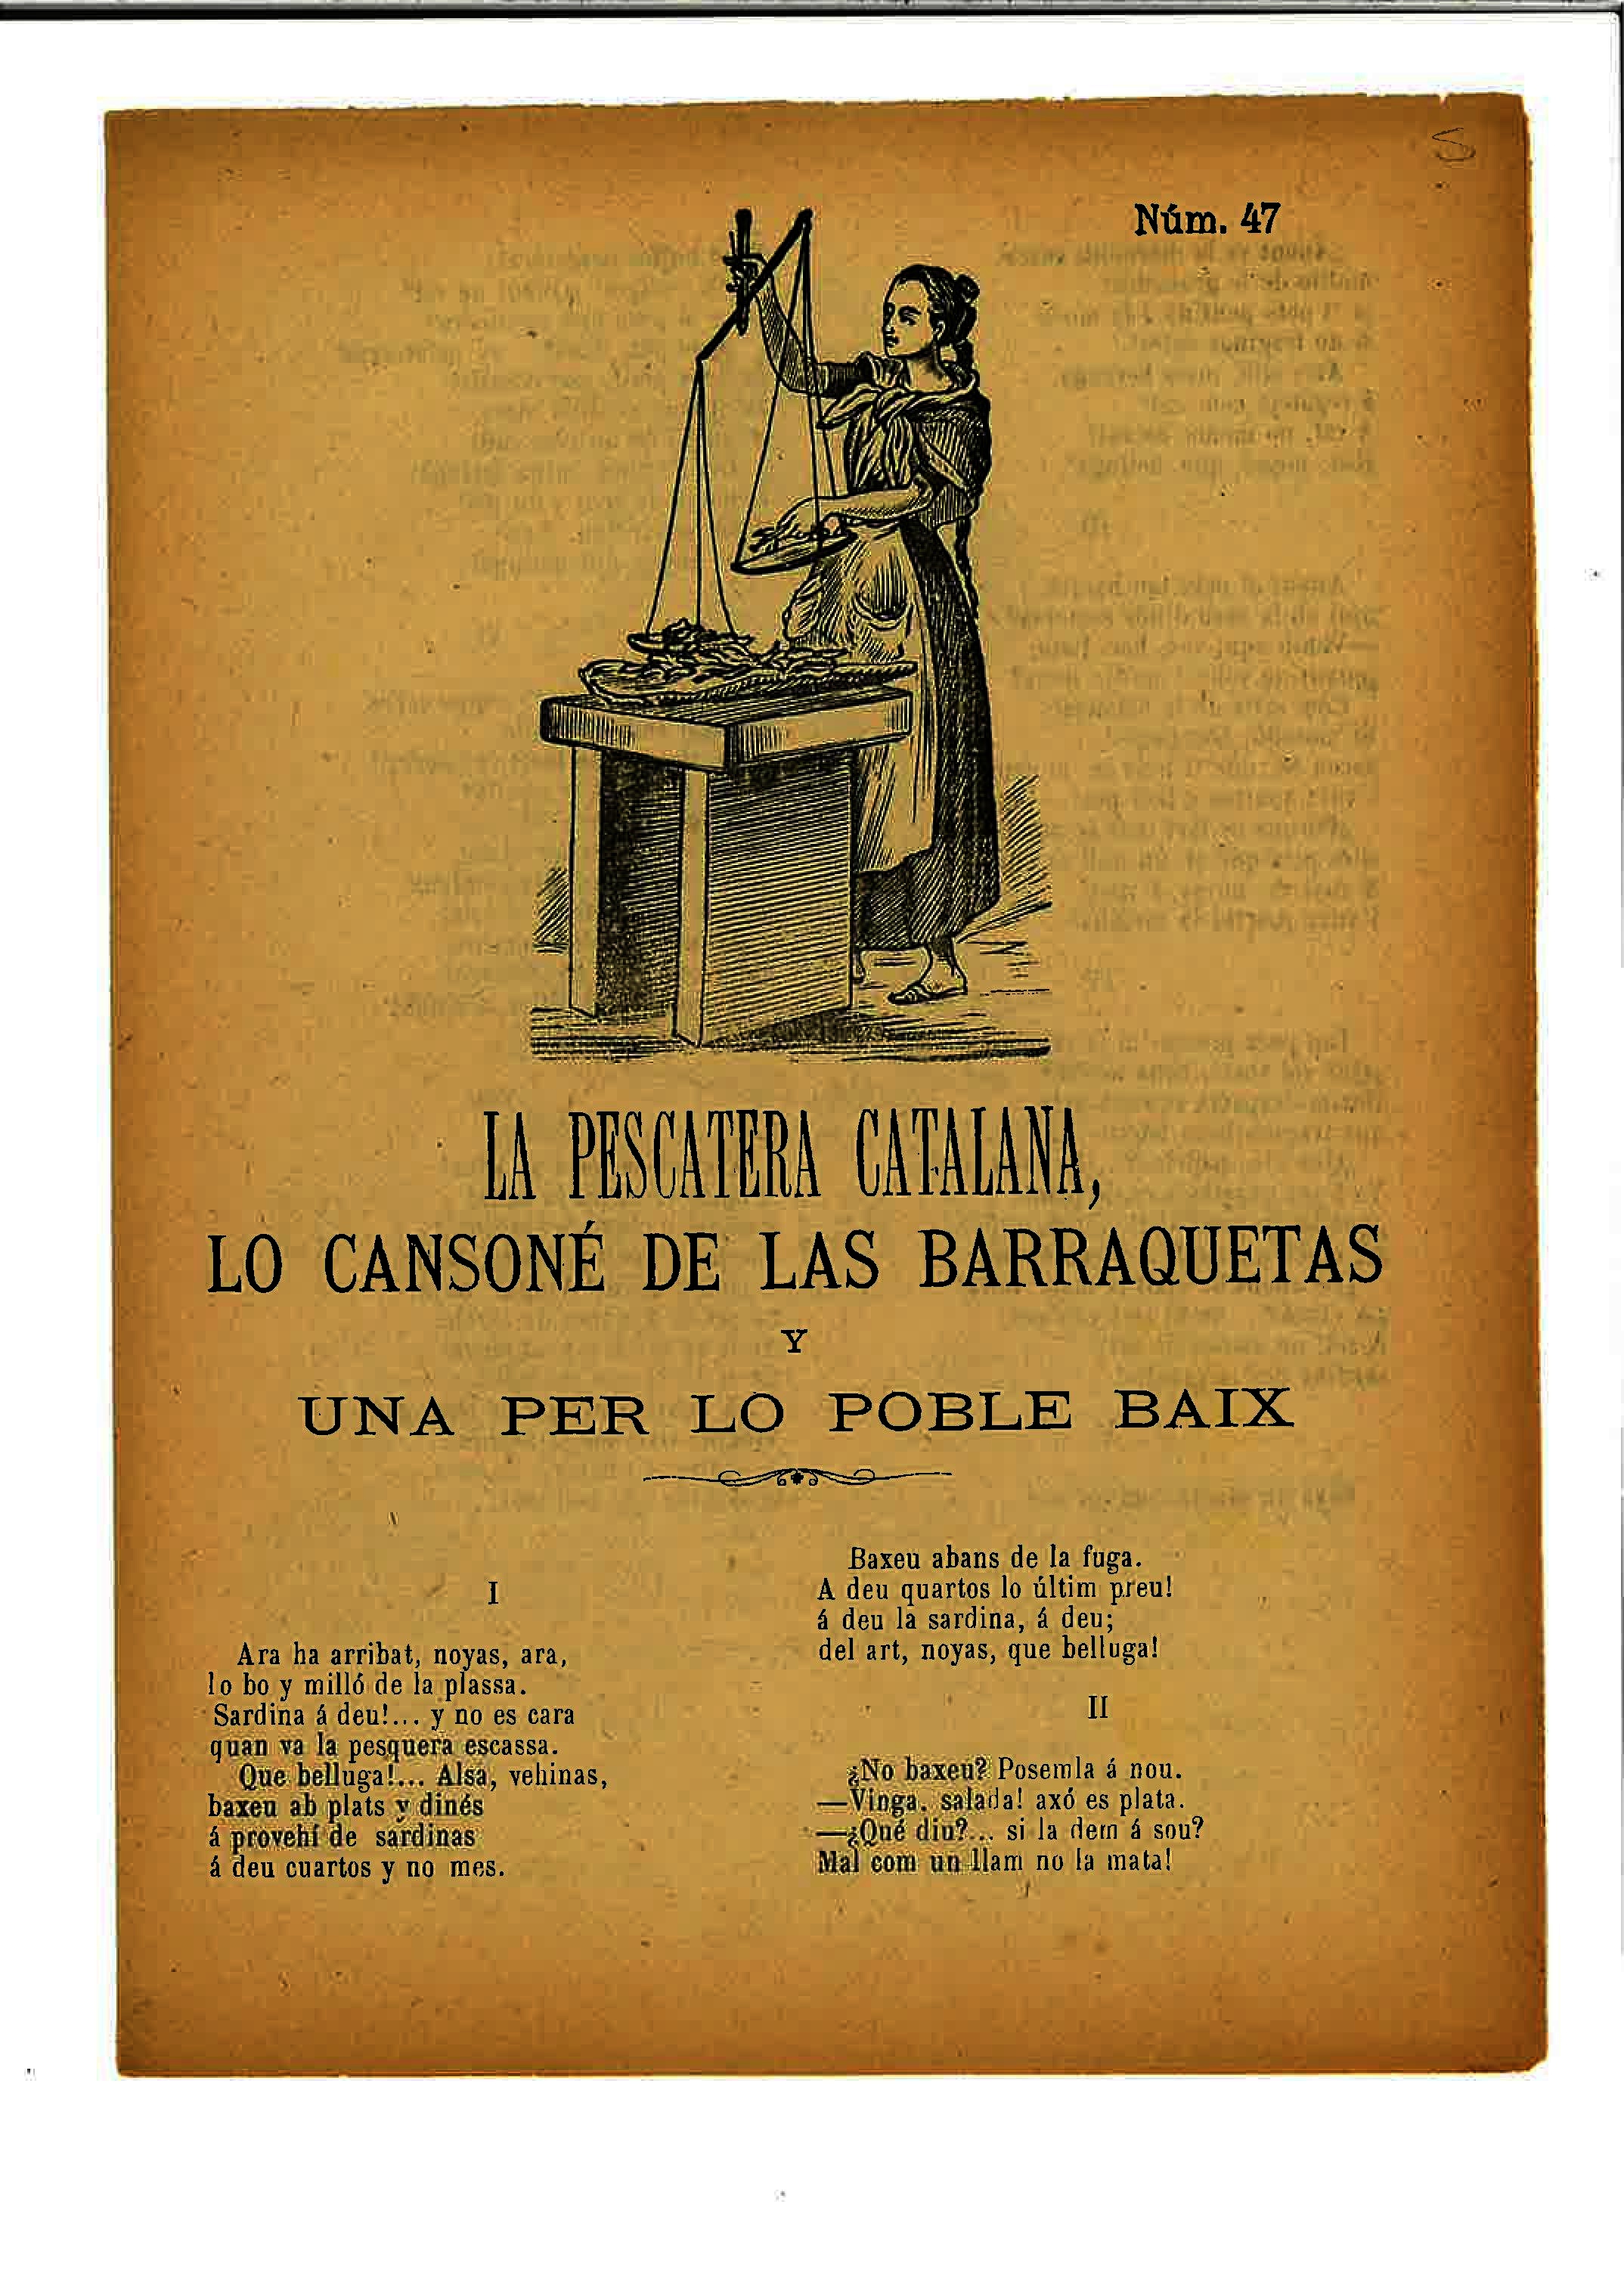 Núm. 47
LA PESCATERA CATALANA,
LO CANSONÉ DE LAS BARRAQUETAS
Y
UNA PER LO POBLE BAIX
I
Ara ha arribat, noyas, ara,
lo bo y milló de la plassa.
Sardina á deu!... y no es cara
quan va la pesquera escassa.
Que belluga!... Alsa, vehinas,
baxeu ab plats y dinés
á provehí de sardinas
á deu cuartos y no mes.
Baxeu abans de la fuga.
A deu quartos lo últim preu!
á deu la sardina, á deu;
del art, noyas, que belluga!
II
¿No baxeu? Posemla á nou.
—Vinga, salada! axó es plata.
—¿Qué diu?... si la dem á sou?
Mal com un llam no la mata!